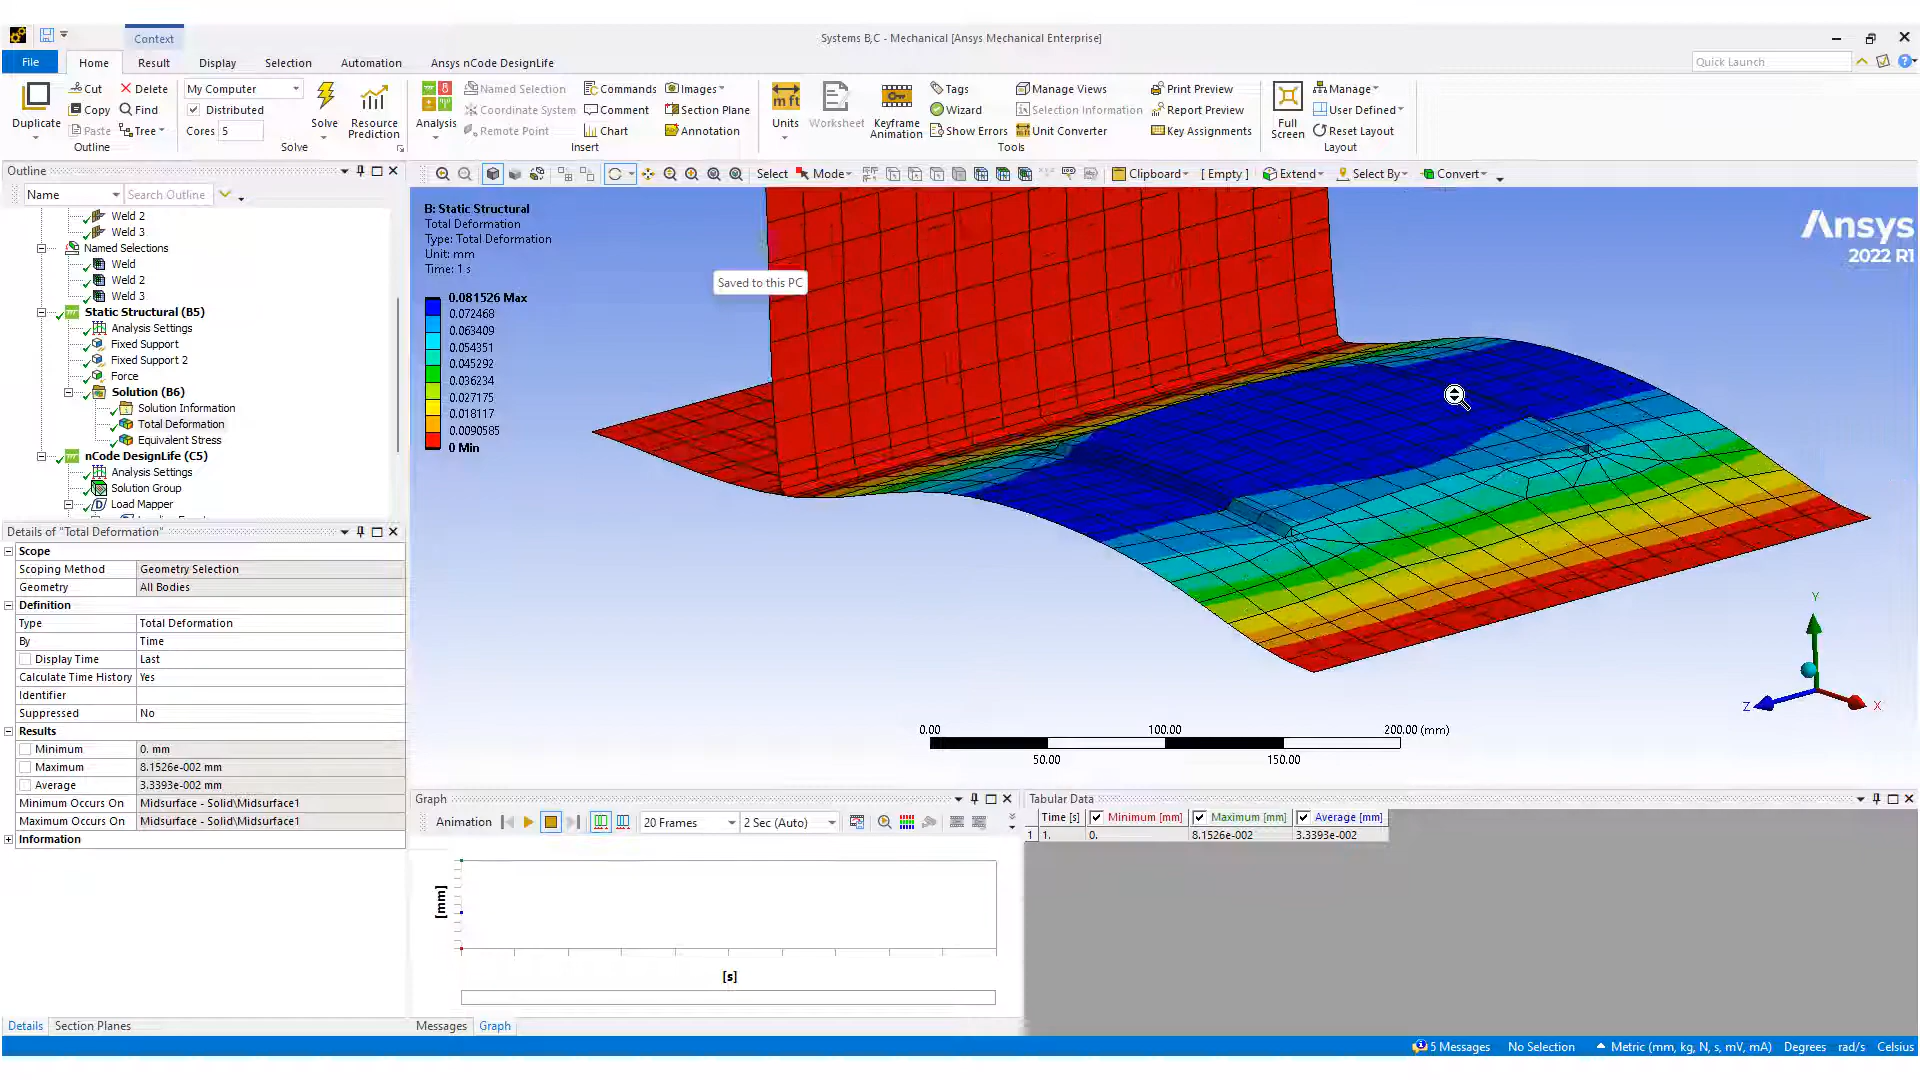 Context
Systems B,C - Mechanical [Ansys Mechanical Enterprise]
File Home Result Display Selection Automation Ansys nCode DesignLife
Quick Launch
Duplicate
Cut
Copy
Paste
Delete
Find
Tree
Outline
My Computer
Distributed
Cores 5
Solve
Resource Prediction
Solve
Analysis
Named Selection
Coordinate System
Remote Point
Commands
Comment
Chart
Images
Section Plane
Annotation
Insert
Units
Worksheet
Keyframe Animation
Tags
Wizard
Show Errors
Manage Views
Selection Information
Unit Converter
Print Preview
Report Preview
Key Assignments
Tools
Full Screen
Manage
User Defined
Reset Layout
Layout
Outline
Name
Search Outline
Select Mode Clipboard [ Empty ] Extend Select By Convert
Weld 2
Weld 3
Named Selections
Weld
Weld 2
Weld 3
Static Structural (B5)
Analysis Settings
Fixed Support
Fixed Support 2
Force
Solution (B6)
Solution Information
Total Deformation
Equivalent Stress
nCode DesignLife (C5)
Analysis Settings
Solution Group
Load Mapper
B: Static Structural
Total Deformation
Type: Total Deformation
Unit: mm
Time: 1 s
0.081526 Max
0.072468
0.063409
0.054351
0.045292
0.036234
0.027175
0.018117
0.0090585
0 Min
Saved to this PC
Ansys
2022 R1
Y
Z
X
0.00 100.00 200.00 (mm)
50.00 150.00
Details of "Total Deformation"
Scope
Scoping Method Geometry Selection
Geometry All Bodies
Definition
Type Total Deformation
By Time
Display Time Last
Calculate Time History Yes
Identifier
Suppressed No
Results
Minimum 0. mm
Maximum 8.1526e-002 mm
Average 3.3393e-002 mm
Minimum Occurs On Midsurface - Solid\Midsurface1
Maximum Occurs On Midsurface - Solid\Midsurface1
Information
Details Section Planes
Graph
Animation 20 Frames 2 Sec (Auto)
[mm]
[s]
Messages Graph
Tabular Data
Time [s] Minimum [mm] Maximum [mm] Average [mm]
1 1. 0. 8.1526e-002 3.3393e-002
5 Messages No Selection Metric (mm, kg, N, s, mV, mA) Degrees rad/s Celsius